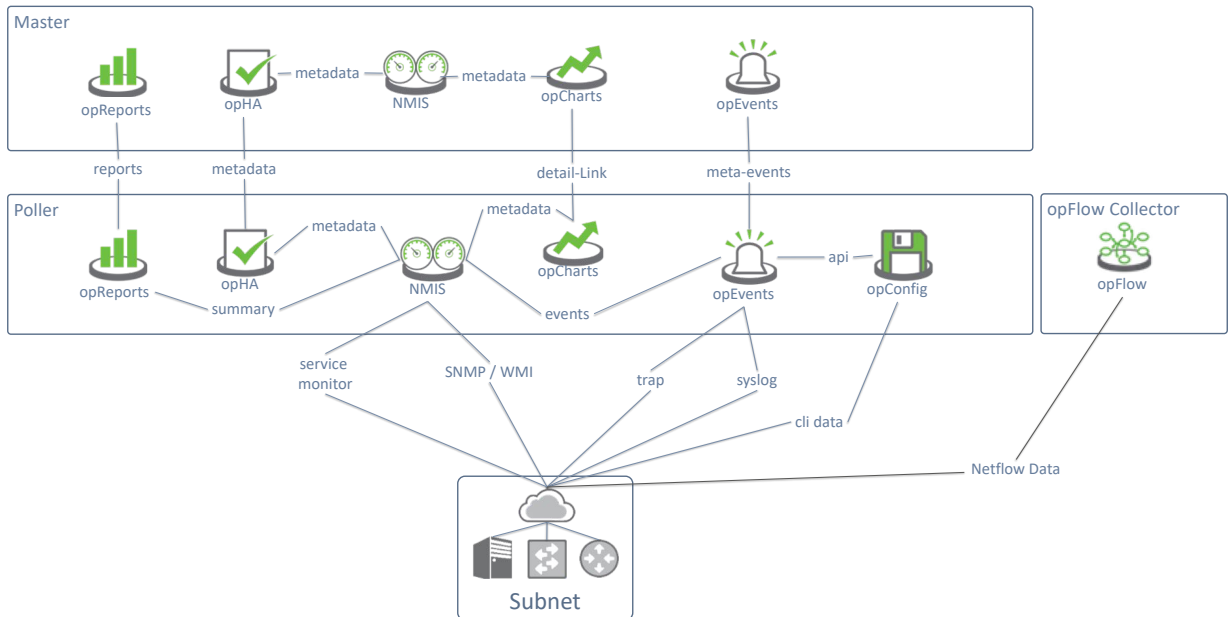 Master
metadata
metadata
opReports
opHA
NMIS
opCharts
opEvents
reports
metadata
detail-Link
meta-events
Poller
opFlow Collector
metadata
metadata
api
opReports
opHA
NMIS
opCharts
opEvents
opConfig
opFlow
summary
events
service
monitor
SNMP / WMI
trap
syslog
cli data
Netflow Data
Subnet